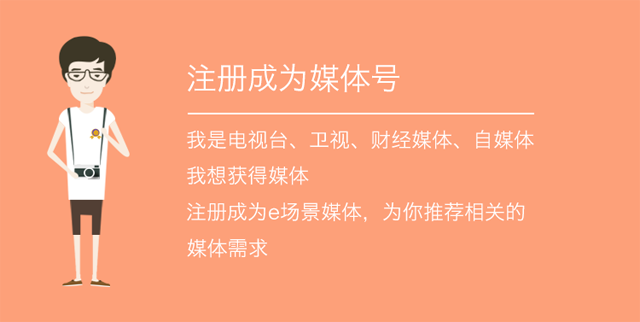 注册成为媒体号
我是电视台、卫视、财经媒体、自媒体
我想获得媒体
注册成为e场景媒体，为你推荐相关的
媒体需求